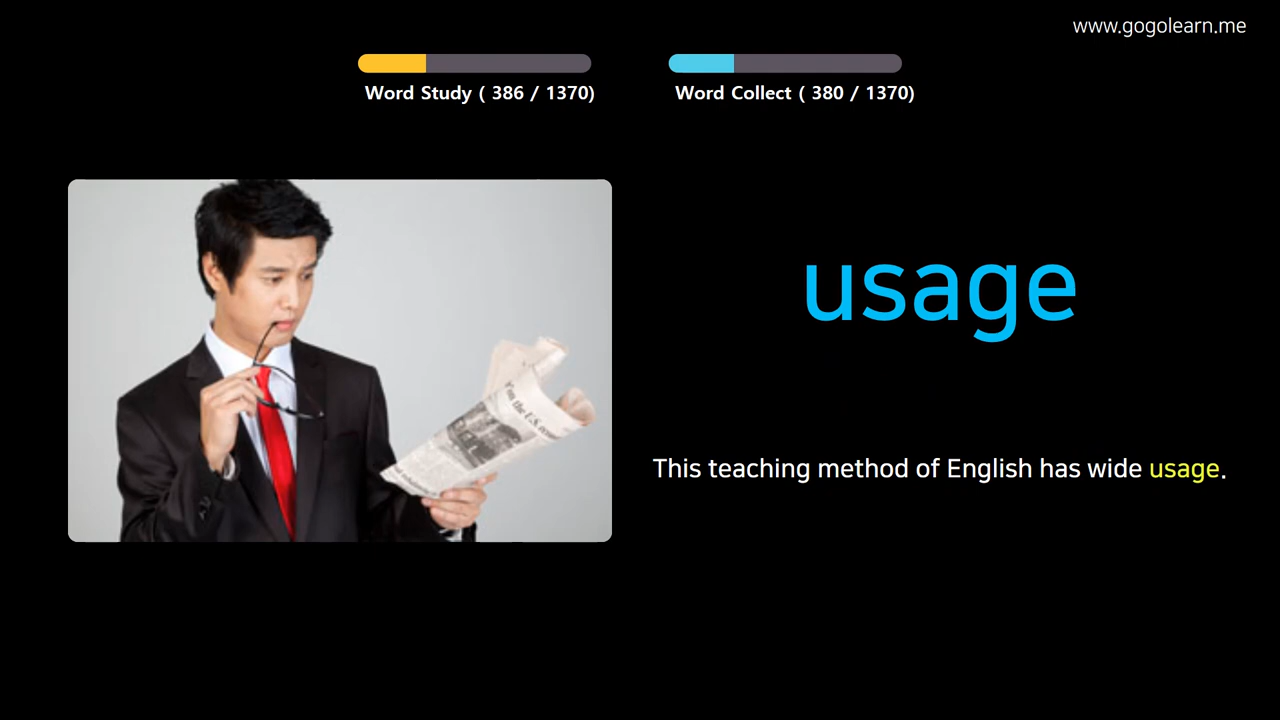 www.gogolearn.me
Word Study ( 386 / 1370)
Word Collect ( 380 / 1370)
usage
This teaching method of English has wide usage.